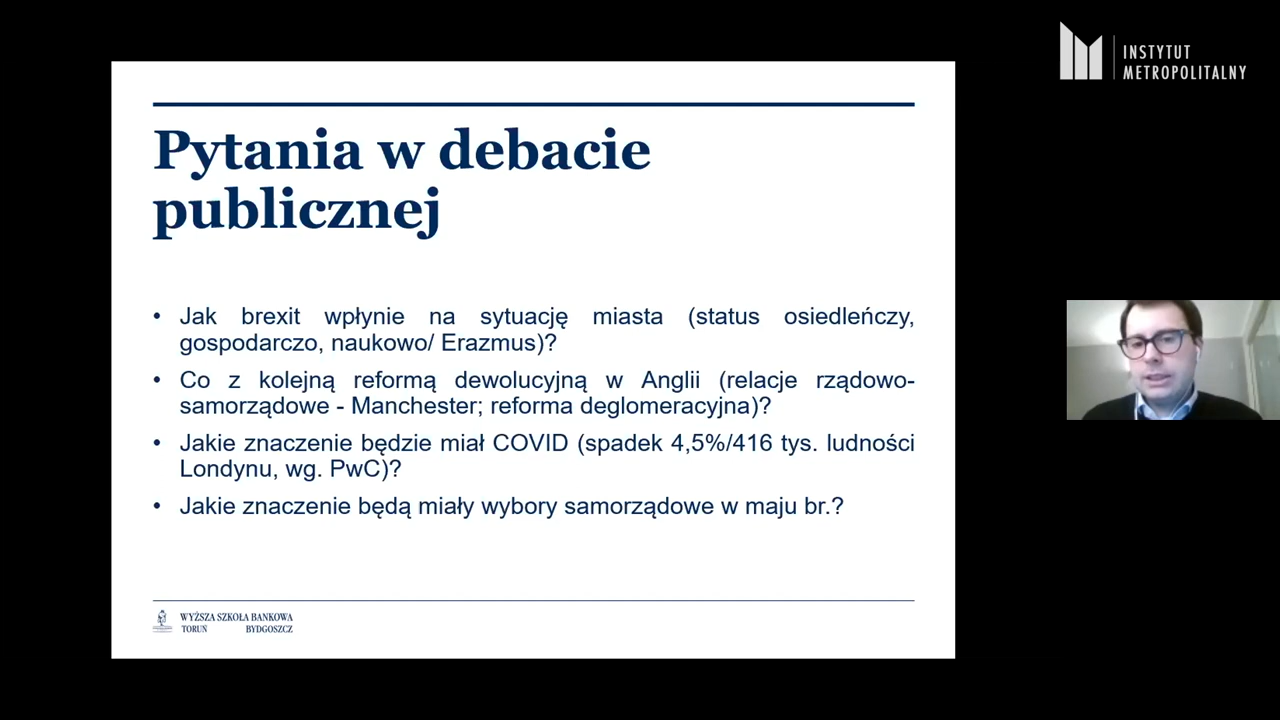 INSTYTUT
METROPOLITALNY
Pytania w debacie
publicznej
• Jak brexit wpłynie na sytuację miasta (status osiedleńczy,
gospodarczo, naukowo/ Erazmus)?
• Co z kolejną reformą dewolucyjną w Anglii (relacje rządowo-
samorządowe - Manchester; reforma deglomeracyjna)?
• Jakie znaczenie będzie miał COVID (spadek 4,5%/416 tys. ludności
Londynu, wg. PwC)?
• Jakie znaczenie będą miały wybory samorządowe w maju br.?
WYŻSZA SZKOŁA BANKOWA
TORUŃ BYDGOSZCZ